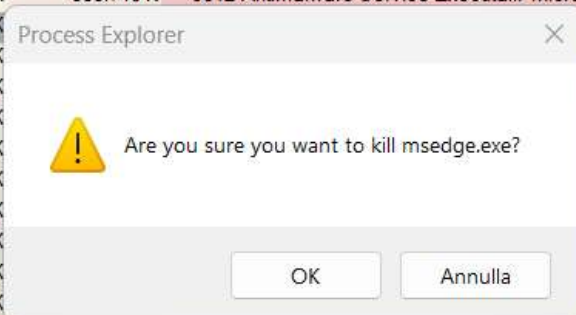 Process Explorer
Are you sure you want to kill msedge.exe?
OK
Annulla